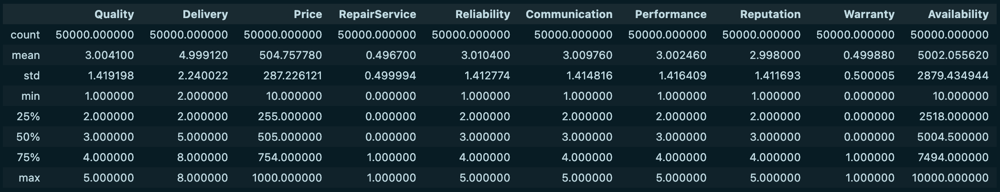 Quality Delivery Price RepairService Reliability Communication Performance Reputation Warranty Availability
count 50000.000000 50000.000000 50000.000000 50000.000000 50000.000000 50000.000000 50000.000000 50000.000000 50000.000000 50000.000000
mean 3.004100 4.999120 504.757780 0.496700 3.010400 3.009760 3.002460 2.998000 0.499880 5002.055620
std 1.419198 2.240022 287.226121 0.499994 1.412774 1.414816 1.416409 1.411693 0.500005 2879.434944
min 1.000000 2.000000 10.000000 0.000000 1.000000 1.000000 1.000000 1.000000 0.000000 10.000000
25% 2.000000 2.000000 255.000000 0.000000 2.000000 2.000000 2.000000 2.000000 0.000000 2518.000000
50% 3.000000 5.000000 505.000000 0.000000 3.000000 3.000000 3.000000 3.000000 0.000000 5004.500000
75% 4.000000 8.000000 754.000000 1.000000 4.000000 4.000000 4.000000 4.000000 1.000000 7494.000000
max 5.000000 8.000000 1000.000000 1.000000 5.000000 5.000000 5.000000 5.000000 1.000000 10000.000000